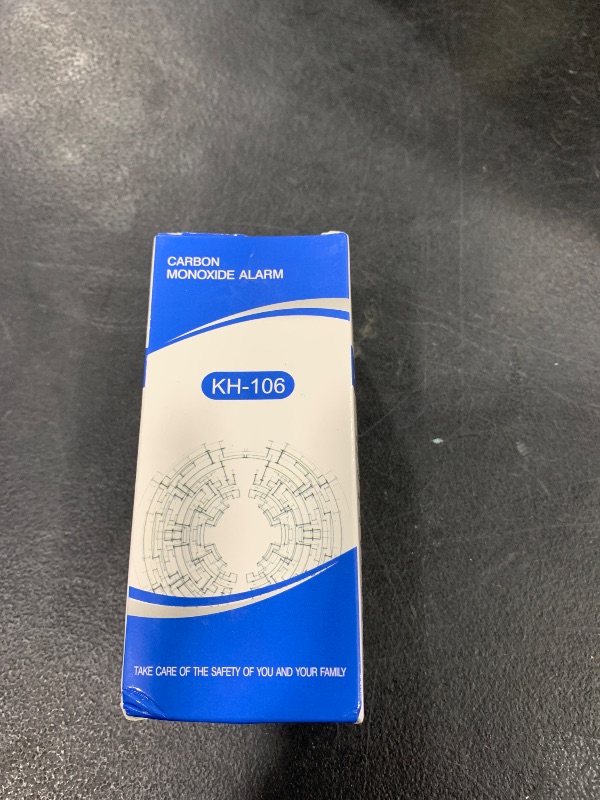 CARBON
MONOXIDE ALARM
KH-106
TAKE CARE OF THE SAFETY OF YOU AND YOUR FAMILY